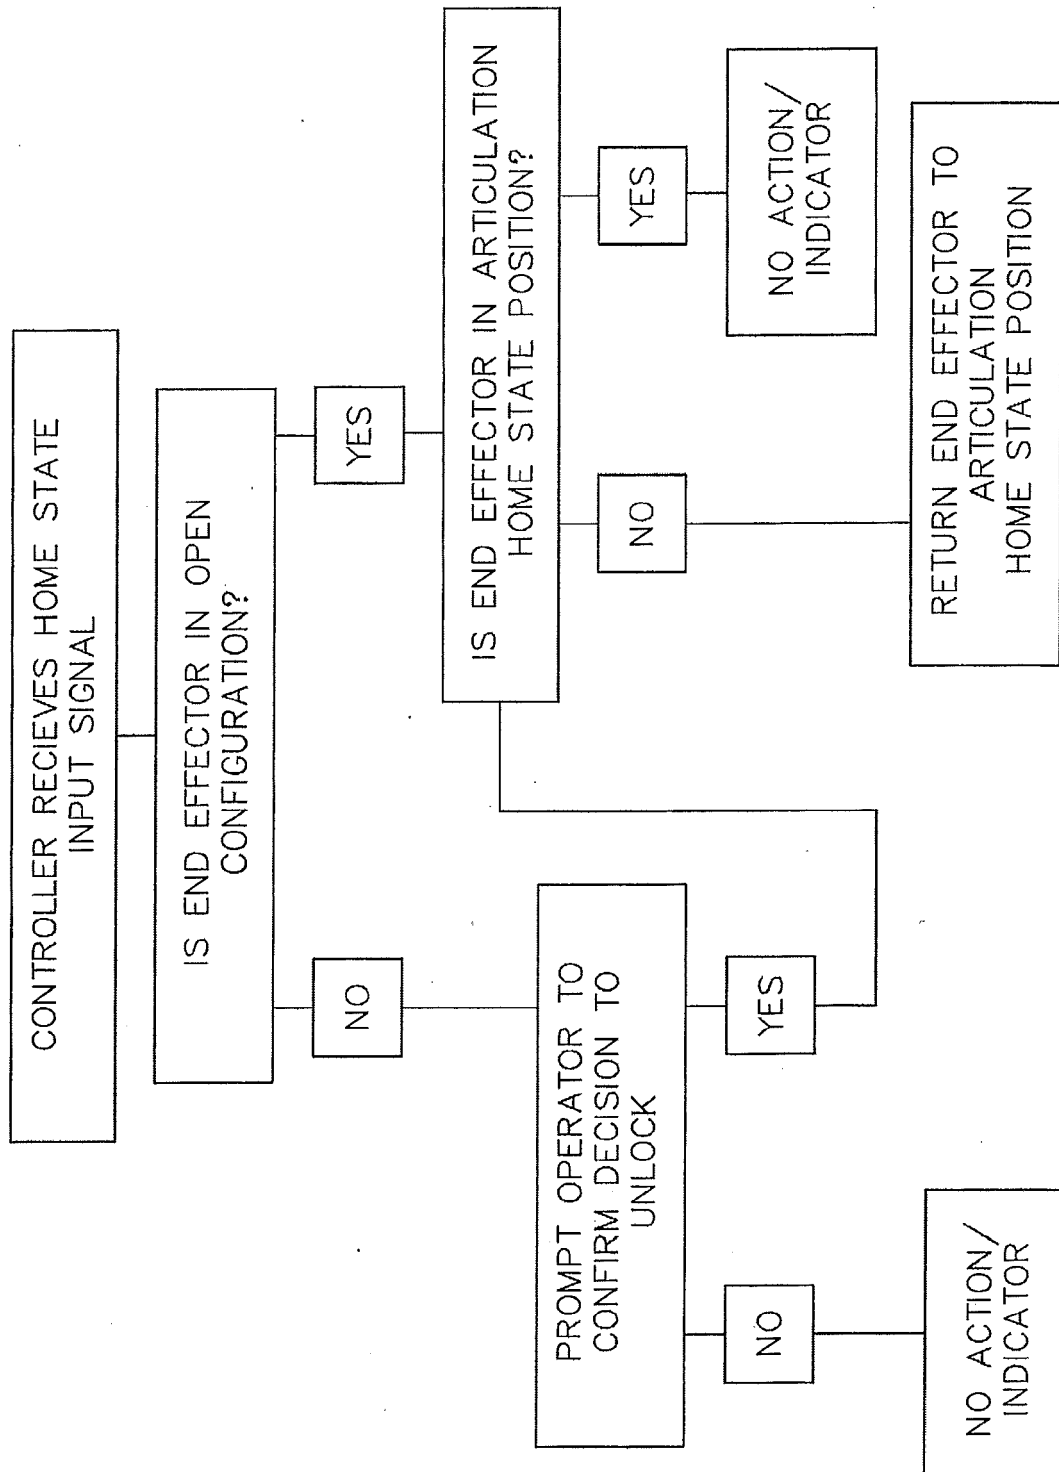 CONTROLLER RECIEVES HOME STATE
INPUT SIGNAL
IS END EFFECTOR IN OPEN
CONFIGURATION?
NO
YES
PROMPT OPERATOR TO
CONFIRM DECISION TO
UNLOCK
NO
YES
NO ACTION/
INDICATOR
IS END EFFECTOR IN ARTICULATION
HOME STATE POSITION?
NO
YES
RETURN END EFFECTOR TO
ARTICULATION
HOME STATE POSITION
NO ACTION/
INDICATOR